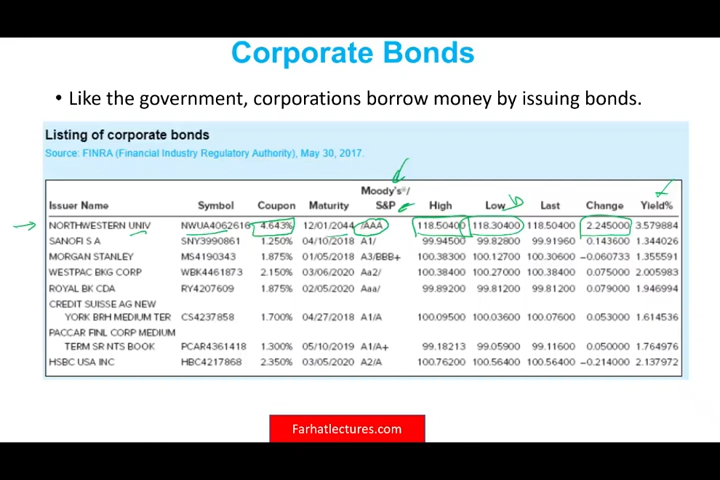 Corporate Bonds
• Like the government, corporations borrow money by issuing bonds.
Listing of corporate bonds
Source: FINRA (Financial Industry Regulatory Authority), May 30, 2017.
Moody's®/
Issuer Name Symbol Coupon Maturity S&P High Low Last Change Yield%
NORTHWESTERN UNIV NWUA4062616 4.643% 12/01/2044 /AAA 118.50400 118.30400 118.50400 2.245000 3.579884
SANOFI S A SNY3990861 1.250% 04/10/2018 A1/ 99.94500 99.82800 99.91960 0.143600 1.344026
MORGAN STANLEY MS4190343 1.875% 01/05/2018 A3/BBB+ 100.38300 100.12700 100.30600 −0.060733 1.355591
WESTPAC BKG CORP WBK4461873 2.150% 03/06/2020 Aa2/ 100.38400 100.27000 100.38400 0.075000 2.005983
ROYAL BK CDA RY4207609 1.875% 02/05/2020 Aaa/ 99.89200 99.81200 99.81200 0.079000 1.946994
CREDIT SUISSE AG NEW
YORK BRH MEDIUM TER CS4237858 1.700% 04/27/2018 A1/A 100.09500 100.03600 100.07600 0.053000 1.614536
PACCAR FINL CORP MEDIUM
TERM SR NTS BOOK PCAR4361418 1.300% 05/10/2019 A1/A+ 99.18213 99.05900 99.11600 0.050000 1.764976
HSBC USA INC HBC4217868 2.350% 03/05/2020 A2/A 100.76200 100.56400 100.56400 −0.214000 2.137972
Farhatlectures.com